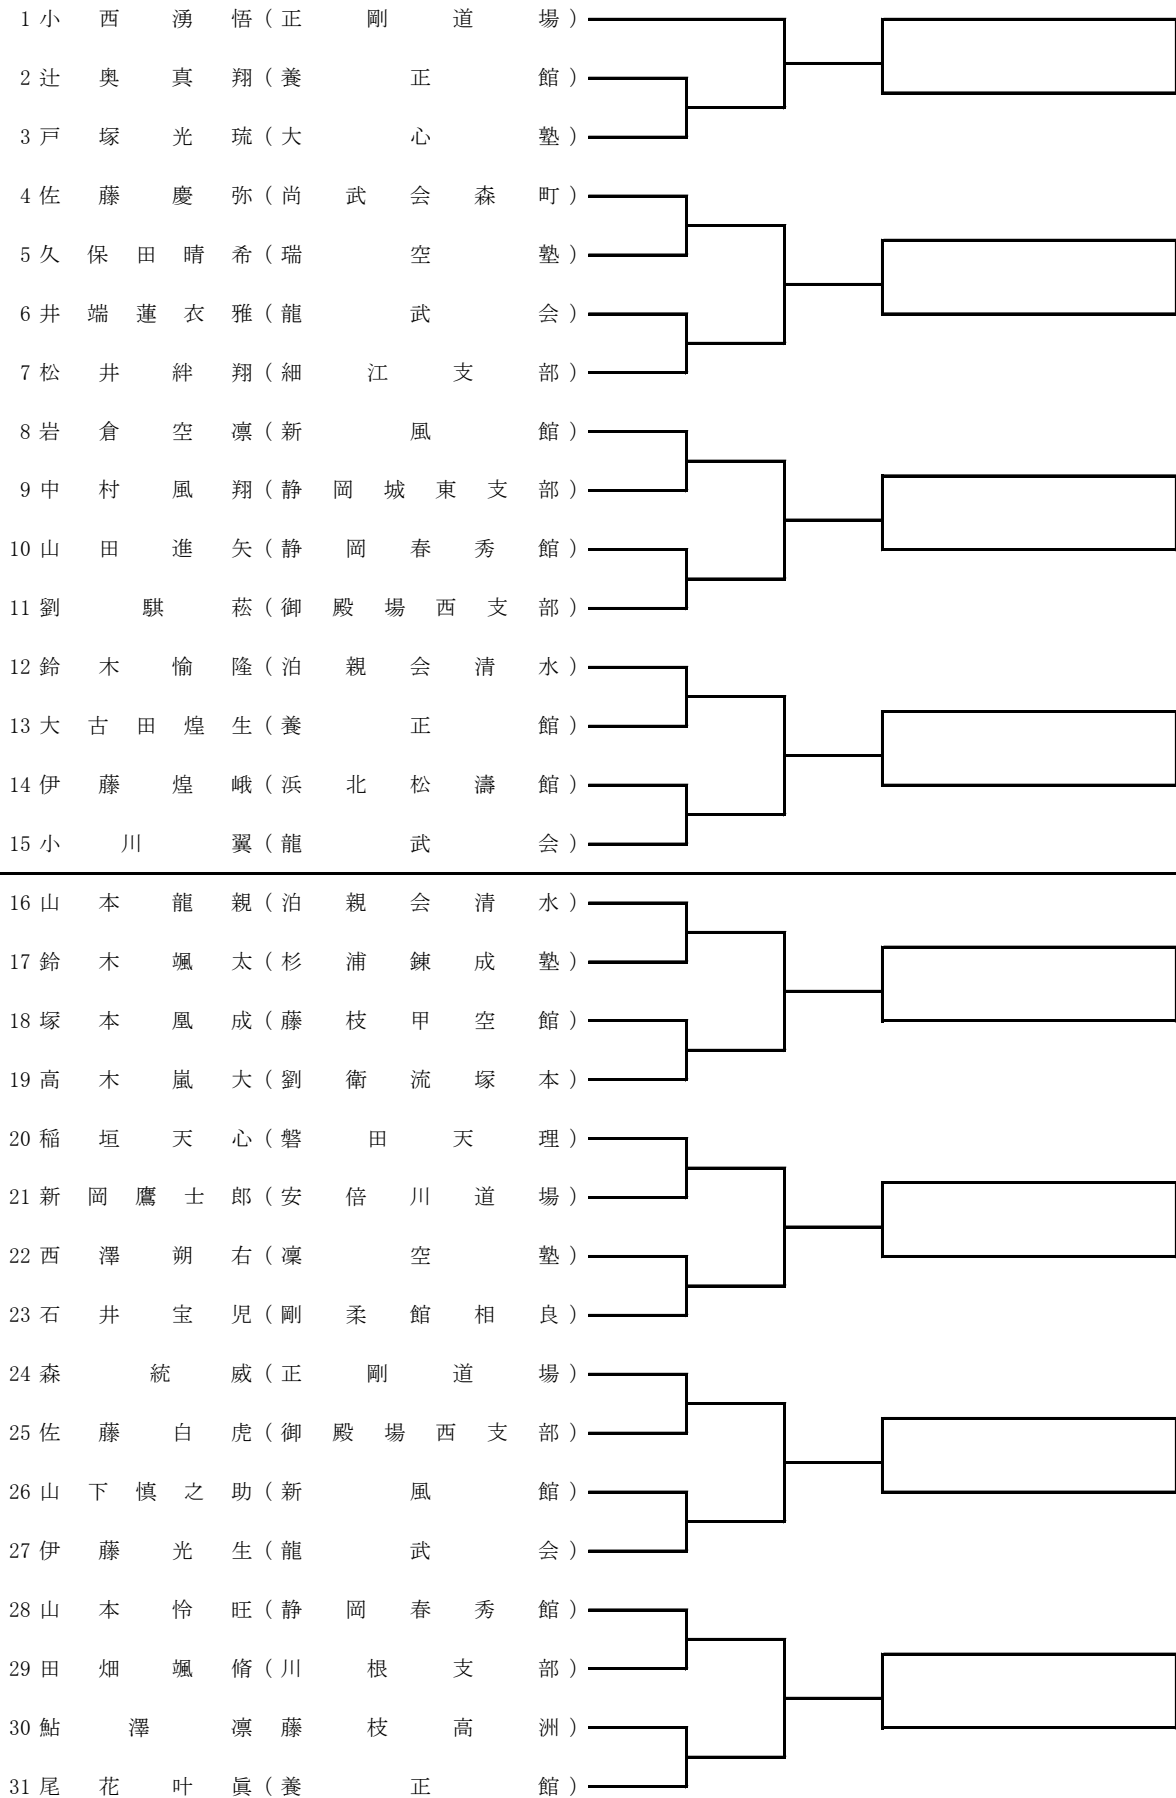 1 小西湧悟(正剛道場)
2 辻奥真翔(養正館)
3 戸塚光琉(大心塾)
4 佐藤慶弥(尚武会森町)
5 久保田晴希(瑞空塾)
6 井端蓮衣雅(龍武会)
7 松井絆翔(細江支部)
8 岩倉空凛(新風館)
9 中村風翔(静岡城東支部)
10 山田進矢(静岡春秀館)
11 劉騏菘(御殿場西支部)
12 鈴木愉隆(泊親会清水)
13 大古田煌生(養正館)
14 伊藤煌峨(浜北松濤館)
15 小川翼(龍武会)
16 山本龍親(泊親会清水)
17 鈴木颯太(杉浦錬成塾)
18 塚本凰成(藤枝甲空館)
19 高木嵐大(劉衛流塚本)
20 稲垣天心(磐田天理)
21 新岡鷹士郎(安倍川道場)
22 西澤朔右(凜空塾)
23 石井宝児(剛柔館相良)
24 森統威(正剛道場)
25 佐藤白虎(御殿場西支部)
26 山下慎之助(新風館)
27 伊藤光生(龍武会)
28 山本怜旺(静岡春秀館)
29 田畑颯脩(川根支部)
30 鮎澤凛藤枝高洲)
31 尾花叶眞(養正館)